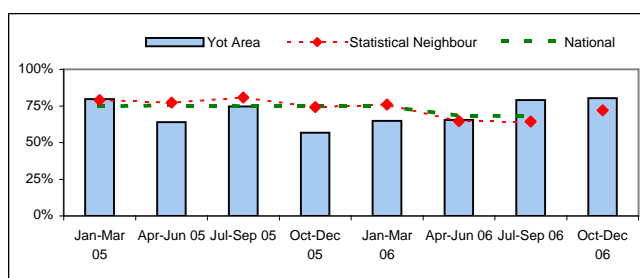 Yot Area Statistical Neighbour National
100%
75%
50%
25%
0%
Jan-Mar Apr-Jun 05 Jul-Sep 05 Oct-Dec Jan-Mar Apr-Jun 06 Jul-Sep 06 Oct-Dec
05 05 06 06